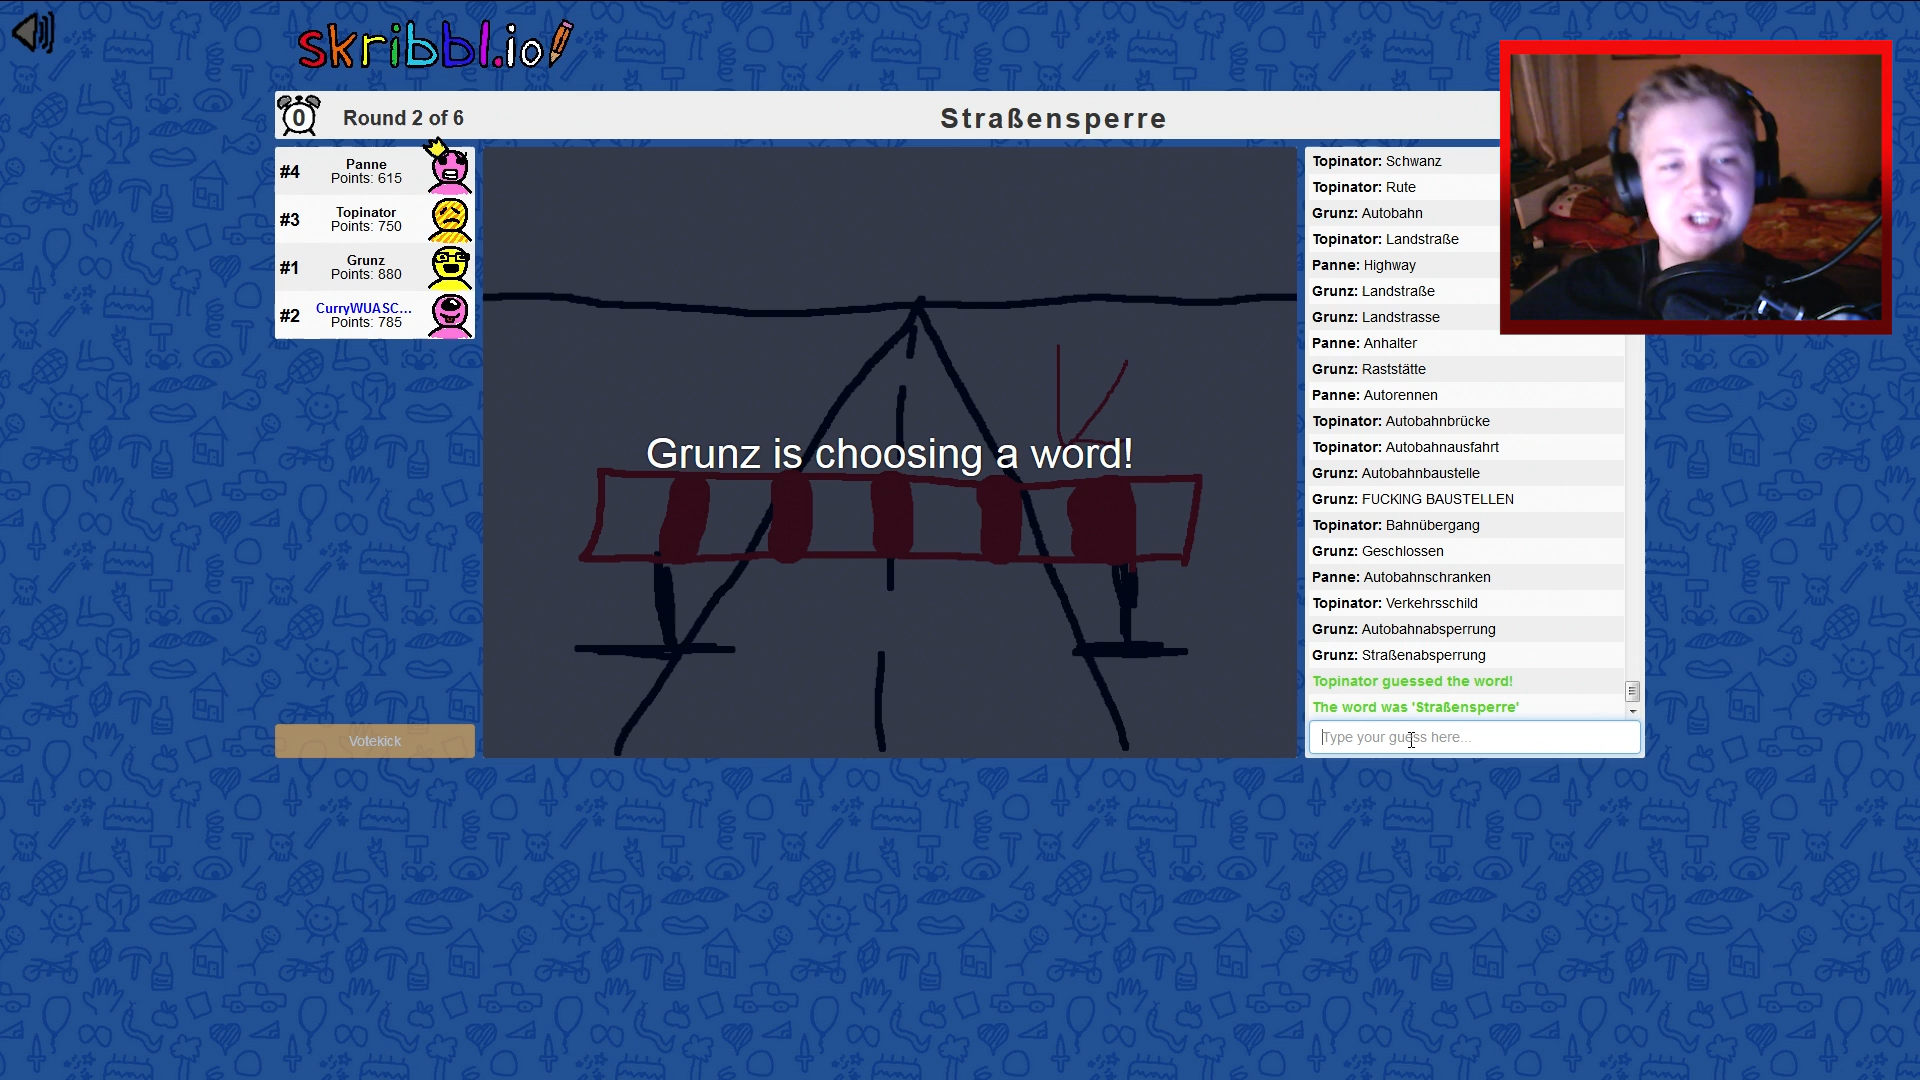 skribbl.io
0
Round 2 of 6
Straßensperre
#4
Panne
Points: 615
#3
Topinator
Points: 750
#1
Grunz
Points: 880
#2
CurryWUASC...
Points: 785
Votekick
Grunz is choosing a word!
Topinator: Schwanz
Topinator: Rute
Grunz: Autobahn
Topinator: Landstraße
Panne: Highway
Grunz: Landstraße
Grunz: Landstrasse
Panne: Anhalter
Grunz: Raststätte
Panne: Autorennen
Topinator: Autobahnbrücke
Topinator: Autobahnausfahrt
Grunz: Autobahnbaustelle
Grunz: FUCKING BAUSTELLEN
Topinator: Bahnübergang
Grunz: Geschlossen
Panne: Autobahnschranken
Topinator: Verkehrsschild
Grunz: Autobahnabsperrung
Grunz: Straßenabsperrung
Topinator guessed the word!
The word was 'Straßensperre'
Type your guess here...